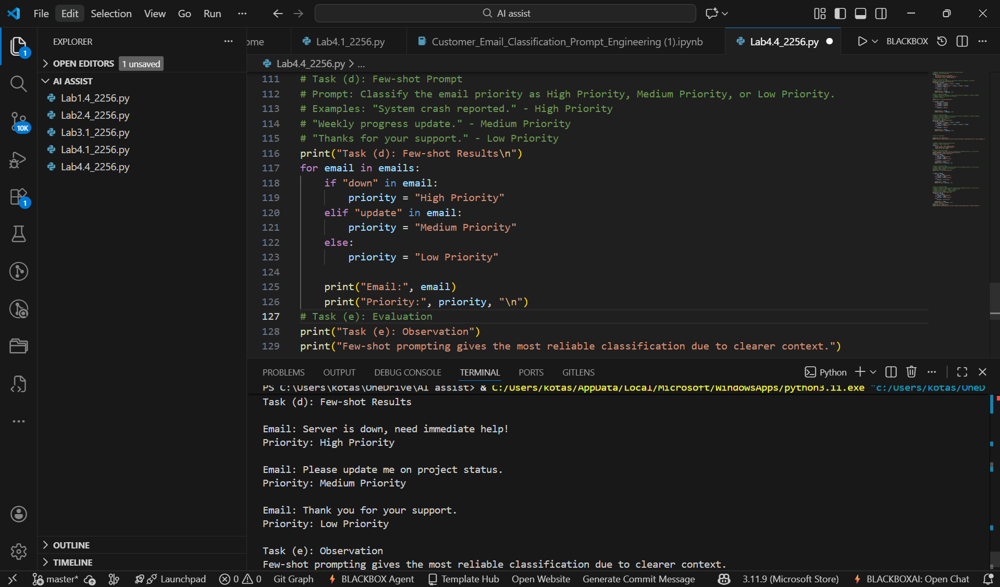 File Edit Selection View Go Run ... AI assist
EXPLORER ...
OPEN EDITORS 1 unsaved
AI ASSIST
Lab1.4_2256.py
Lab2.4_2256.py
Lab3.1_2256.py
Lab4.1_2256.py
Lab4.4_2256.py
OUTLINE
TIMELINE
1
10K
1
ome Lab4.1_2256.py Customer_Email_Classification_Prompt_Engineering (1).ipynb Lab4.4_2256.py BLACKBOX
Lab4.4_2256.py > ...
111 # Task (d): Few-shot Prompt
112 # Prompt: Classify the email priority as High Priority, Medium Priority, or Low Priority.
113 # Examples: "System crash reported." - High Priority
114 # "Weekly progress update." - Medium Priority
115 # "Thanks for your support." - Low Priority
116 print("Task (d): Few-shot Results\n")
117 for email in emails:
118     if "down" in email:
119         priority = "High Priority"
120     elif "update" in email:
121         priority = "Medium Priority"
122     else:
123         priority = "Low Priority"
124
125     print("Email:", email)
126     print("Priority:", priority, "\n")
127 # Task (e): Evaluation
128 print("Task (e): Observation")
129 print("Few-shot prompting gives the most reliable classification due to clearer context.")
PROBLEMS OUTPUT DEBUG CONSOLE TERMINAL PORTS GITLENS Python
PS C:\Users\kotas\OneDrive\AI assist> & C:/Users/kotas/AppData/Local/Microsoft/WindowsApps/python3.11.exe "c:/Users/kotas/OneD
Task (d): Few-shot Results
Email: Server is down, need immediate help!
Priority: High Priority
Email: Please update me on project status.
Priority: Medium Priority
Email: Thank you for your support.
Priority: Low Priority
Task (e): Observation
Few-shot prompting gives the most reliable classification due to clearer context.
master* Launchpad 0 0 Git Graph BLACKBOX Agent Template Hub Open Website Generate Commit Message 3.11.9 (Microsoft Store) BLACKBOXAI: Open Chat